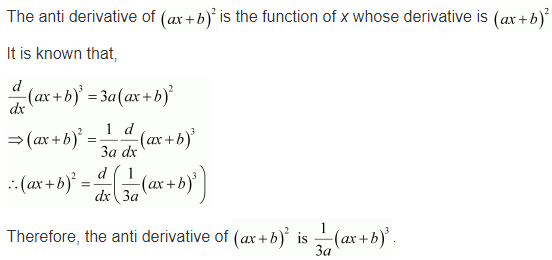 The anti derivative of (ax+b)² is the function of x whose derivative is (ax+b)²
It is known that,
d/dx (ax+b)³ = 3a(ax+b)²
⇒(ax+b)² = 1/3a d/dx (ax+b)³
∴(ax+b)² = d/dx (1/3a (ax+b)³)
Therefore, the anti derivative of (ax+b)² is 1/3a (ax+b)³.